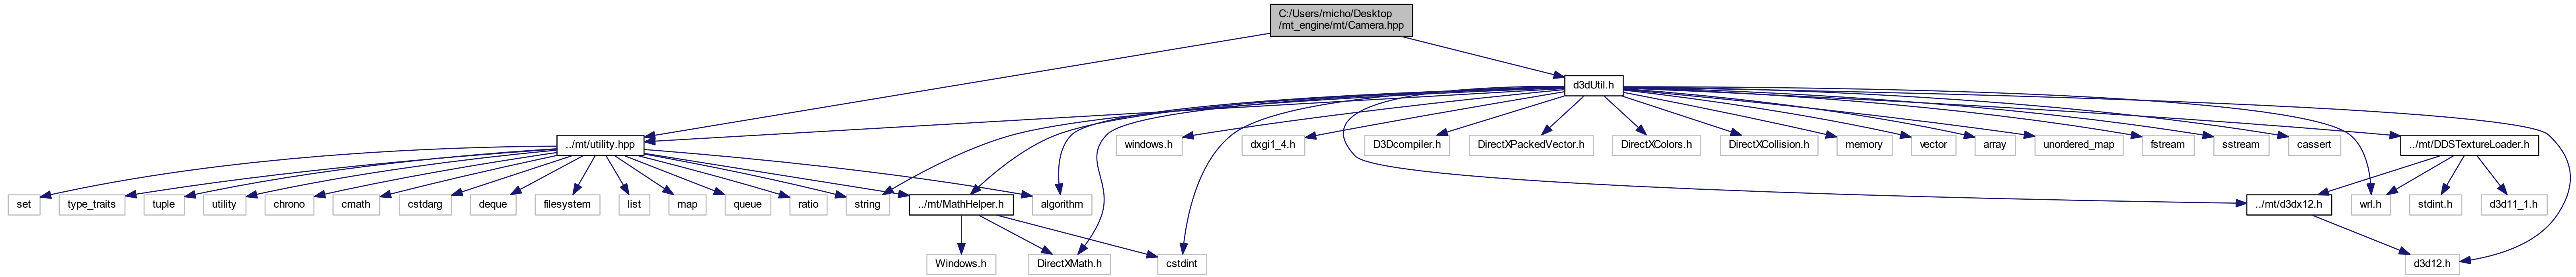 C:/Users/micho/Desktop
/mt_engine/mt/Camera.hpp
d3dUtil.h
../mt/utility.hpp
windows.h
dxgi1_4.h
D3Dcompiler.h
DirectXPackedVector.h
DirectXColors.h
DirectXCollision.h
memory
vector
array
unordered_map
fstream
sstream
cassert
../mt/DDSTextureLoader.h
set
type_traits
tuple
utility
chrono
cmath
cstdarg
deque
filesystem
list
map
queue
ratio
string
../mt/MathHelper.h
algorithm
../mt/d3dx12.h
wrl.h
stdint.h
d3d11_1.h
Windows.h
DirectXMath.h
cstdint
d3d12.h